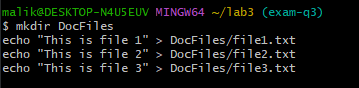 malik@DESKTOP-N4U5EUV MINGW64 ~/lab3 (exam-q3)
$ mkdir DocFiles
echo "This is file 1" > DocFiles/file1.txt
echo "This is file 2" > DocFiles/file2.txt
echo "This is file 3" > DocFiles/file3.txt